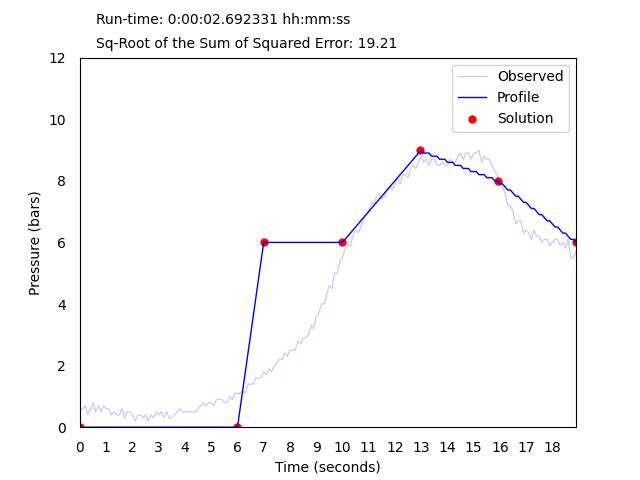 Run-time: 0:00:02.692331 hh:mm:ss
Sq-Root of the Sum of Squared Error: 19.21
12
10
8
6
4
2
0
Pressure (bars)
Observed
Profile
Solution
0 1 2 3 4 5 6 7 8 9 10 11 12 13 14 15 16 17 18
Time (seconds)